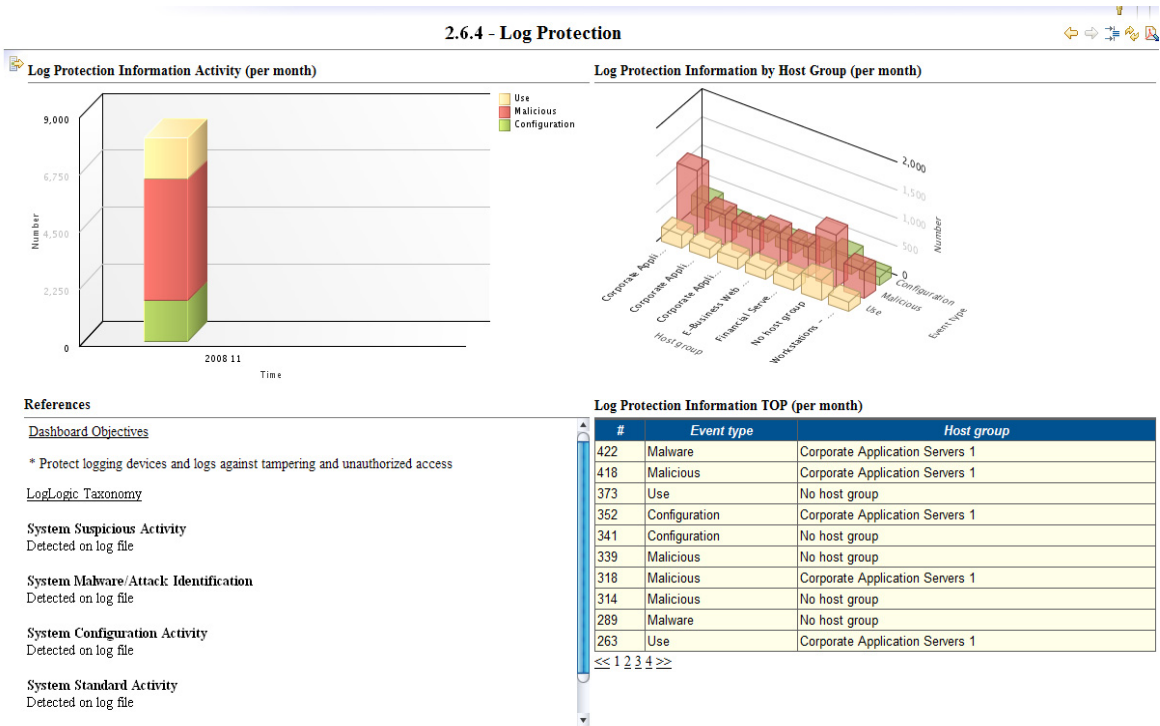 2.6.4 - Log Protection
Log Protection Information Activity (per month)
Use
Malicious
Configuration
9,000
6,750
4,500
2,250
0
Number
2008 11
Time
Log Protection Information by Host Group (per month)
2,000
1,500
1,000
500
0
Number
Configuration
Malicious
Use
Event type
Corporate Appli...
Corporate Appli...
Corporate Appli...
E-Business Web ...
Financial Serve...
No host group
Workstations - ...
Host group
References
Dashboard Objectives
* Protect logging devices and logs against tampering and unauthorized access
LogLogic Taxonomy
System Suspicious Activity
Detected on log file
System Malware/Attack Identification
Detected on log file
System Configuration Activity
Detected on log file
System Standard Activity
Detected on log file
Log Protection Information TOP (per month)
# Event type Host group
422 Malware Corporate Application Servers 1
418 Malicious Corporate Application Servers 1
373 Use No host group
352 Configuration Corporate Application Servers 1
341 Configuration No host group
339 Malicious No host group
318 Malicious Corporate Application Servers 1
314 Malicious No host group
289 Malware No host group
263 Use Corporate Application Servers 1
<< 1 2 3 4 >>